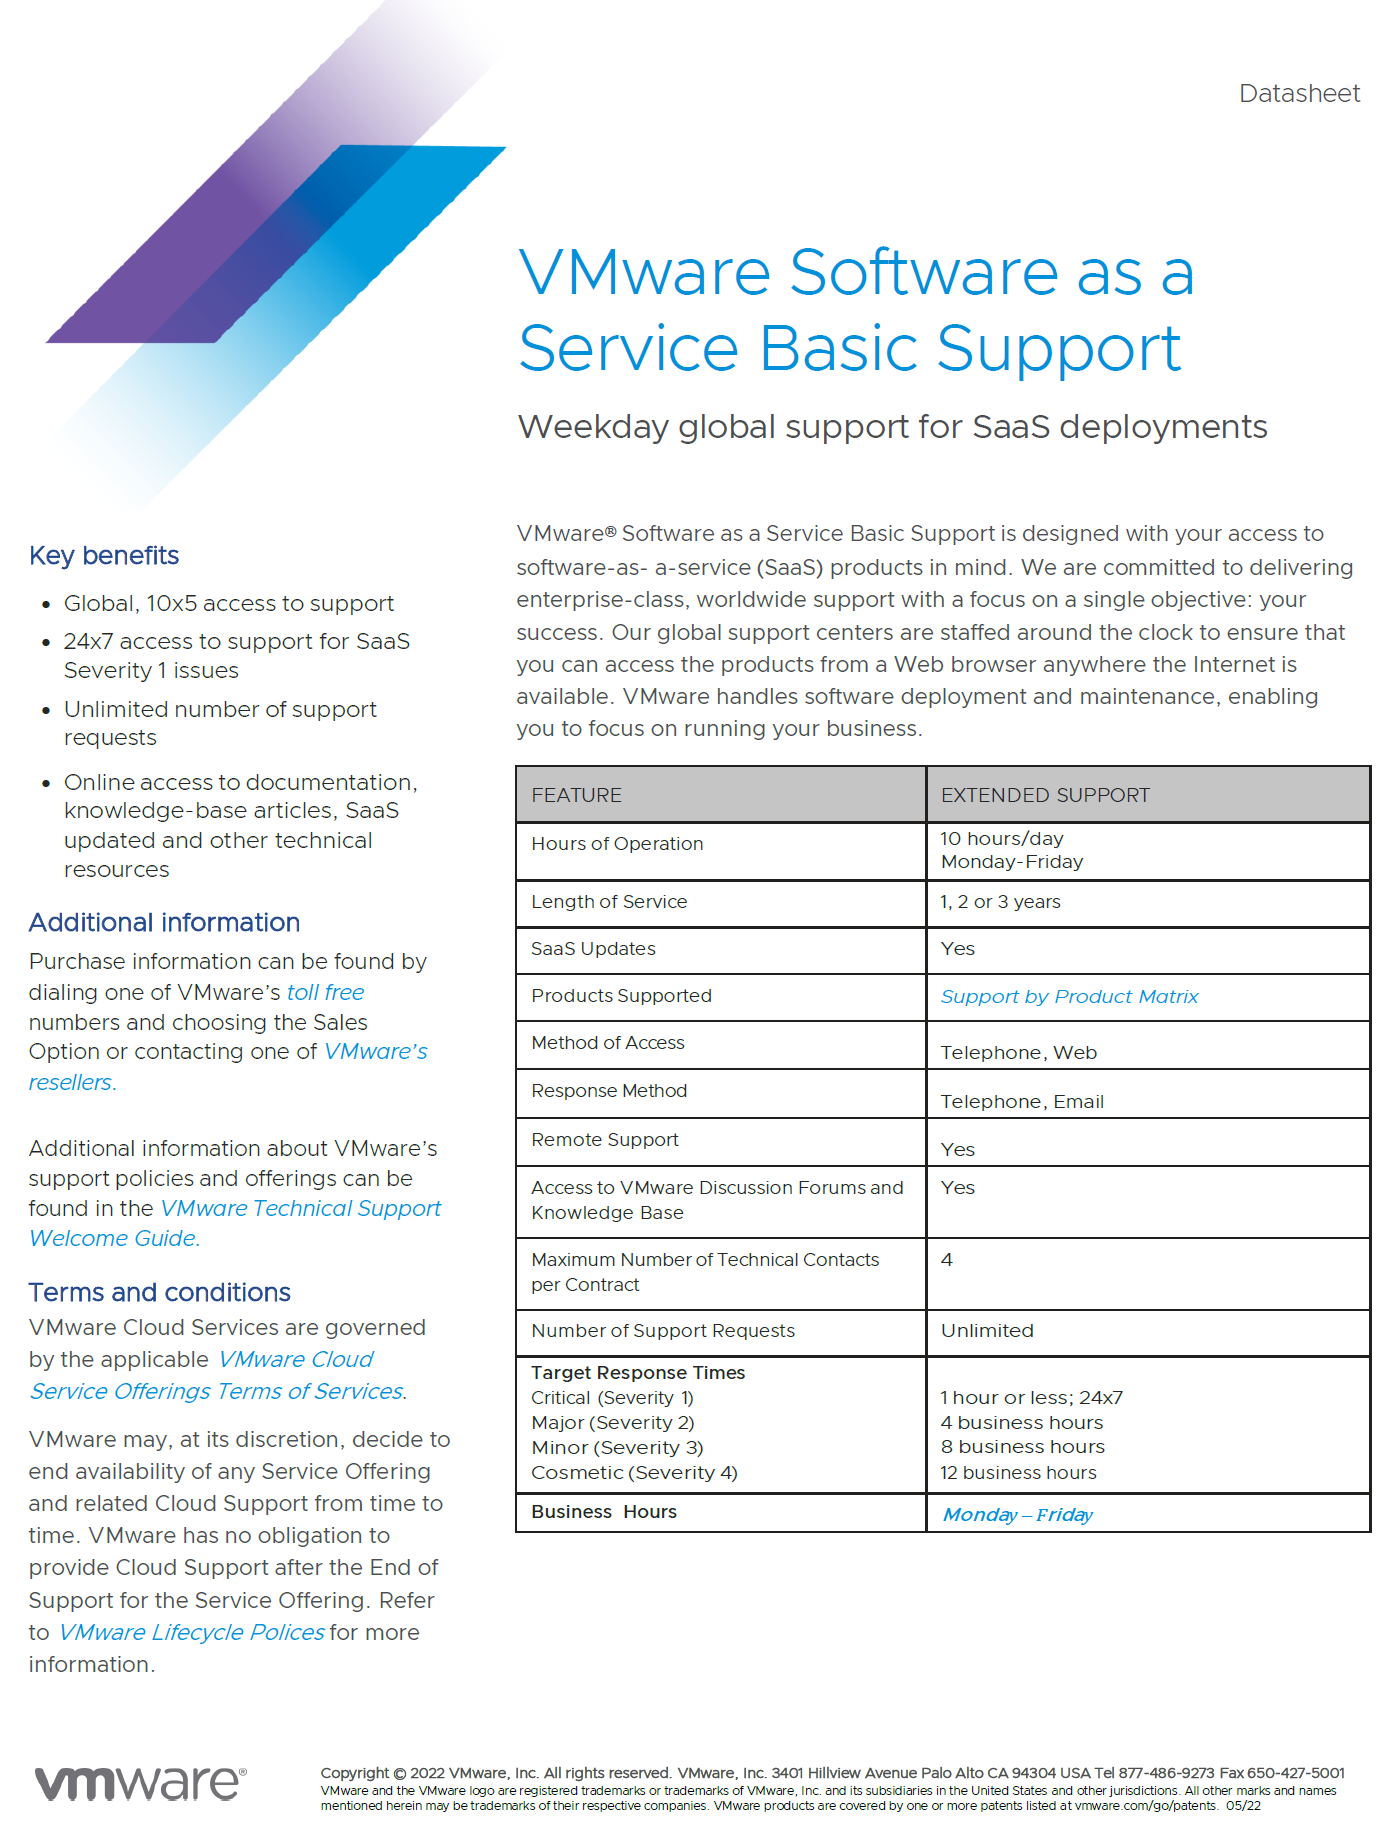 Datasheet
VMware Software as a
Service Basic Support
Weekday global support for SaaS deployments
Key benefits
• Global, 10x5 access to support
• 24x7 access to support for SaaS
Severity 1 issues
• Unlimited number of support
requests
• Online access to documentation,
knowledge-base articles, SaaS
updated and other technical
resources
Additional information
Purchase information can be found by
dialing one of VMware’s toll free
numbers and choosing the Sales
Option or contacting one of VMware’s
resellers.
Additional information about VMware’s
support policies and offerings can be
found in the VMware Technical Support
Welcome Guide.
Terms and conditions
VMware Cloud Services are governed
by the applicable VMware Cloud
Service Offerings Terms of Services.
VMware may, at its discretion, decide to
end availability of any Service Offering
and related Cloud Support from time to
time. VMware has no obligation to
provide Cloud Support after the End of
Support for the Service Offering. Refer
to VMware Lifecycle Polices for more
information.
VMware® Software as a Service Basic Support is designed with your access to
software-as- a-service (SaaS) products in mind. We are committed to delivering
enterprise-class, worldwide support with a focus on a single objective: your
success. Our global support centers are staffed around the clock to ensure that
you can access the products from a Web browser anywhere the Internet is
available. VMware handles software deployment and maintenance, enabling
you to focus on running your business.
FEATURE EXTENDED SUPPORT
Hours of Operation 10 hours/day
Monday-Friday
Length of Service 1, 2 or 3 years
SaaS Updates Yes
Products Supported Support by Product Matrix
Method of Access Telephone, Web
Response Method Telephone, Email
Remote Support Yes
Access to VMware Discussion Forums and Yes
Knowledge Base
Maximum Number of Technical Contacts 4
per Contract
Number of Support Requests Unlimited
Target Response Times
Critical (Severity 1) 1 hour or less; 24x7
Major (Severity 2) 4 business hours
Minor (Severity 3) 8 business hours
Cosmetic (Severity 4) 12 business hours
Business Hours Monday – Friday
vmware®
Copyright © 2022 VMware, Inc. All rights reserved. VMware, Inc. 3401 Hillview Avenue Palo Alto CA 94304 USA Tel 877-486-9273 Fax 650-427-5001
VMware and the VMware logo are registered trademarks or trademarks of VMware, Inc. and its subsidiaries in the United States and other jurisdictions. All other marks and names
mentioned herein may be trademarks of their respective companies. VMware products are covered by one or more patents listed at vmware.com/go/patents. 05/22